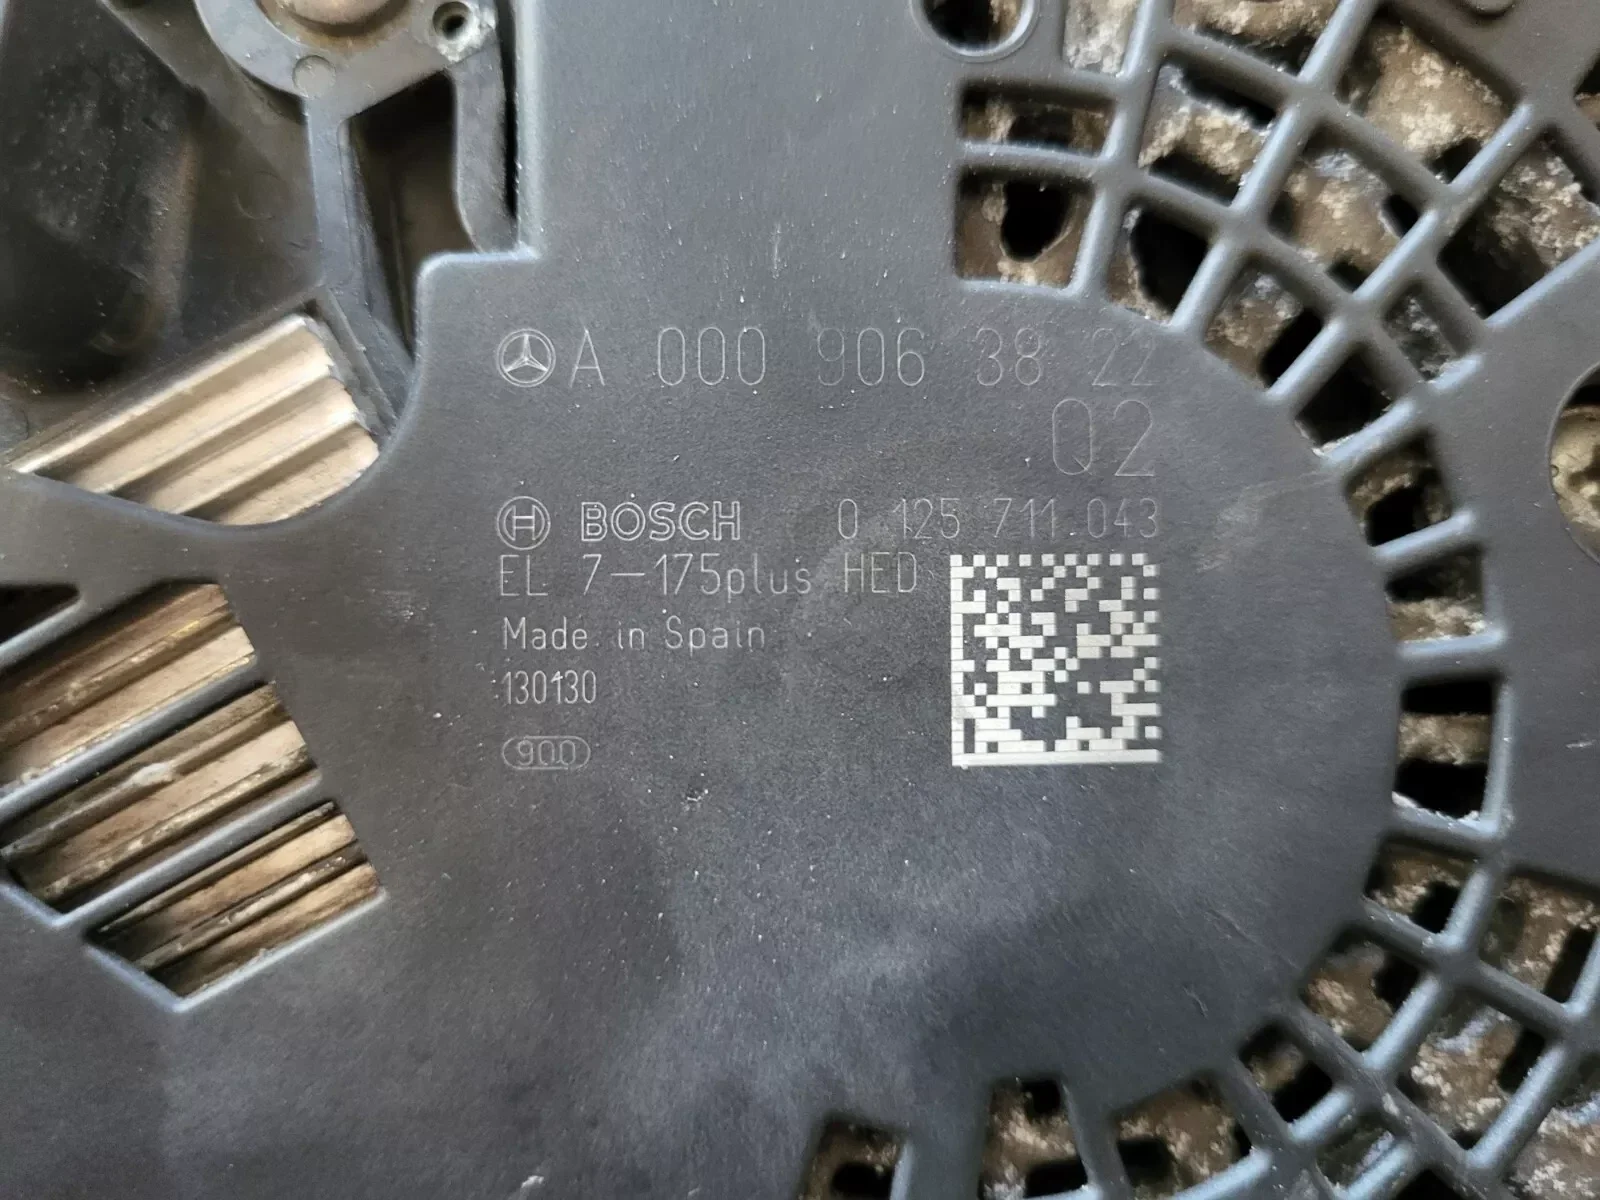 A 000 906 38 22
02
BOSCH 0 125 711 043
EL 7-175plus HED
Made in Spain
130130
900